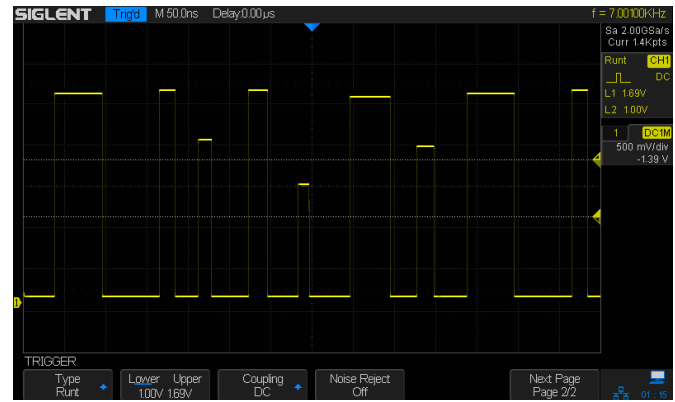 SIGLENT Trig'd M 50.0ns Delay:0.00µs f = 7.00100KHz
Sa 2.00GSa/s
Curr 1.4Kpts
Runt CH1
DC
L1 1.69V
L2 1.00V
1 DC1M
500 mV/div
-1.39 V
1
TRIGGER
Type Lower Upper Coupling Noise Reject Next Page
Runt 1.00V 1.69V DC Off Page 2/2
01 : 15